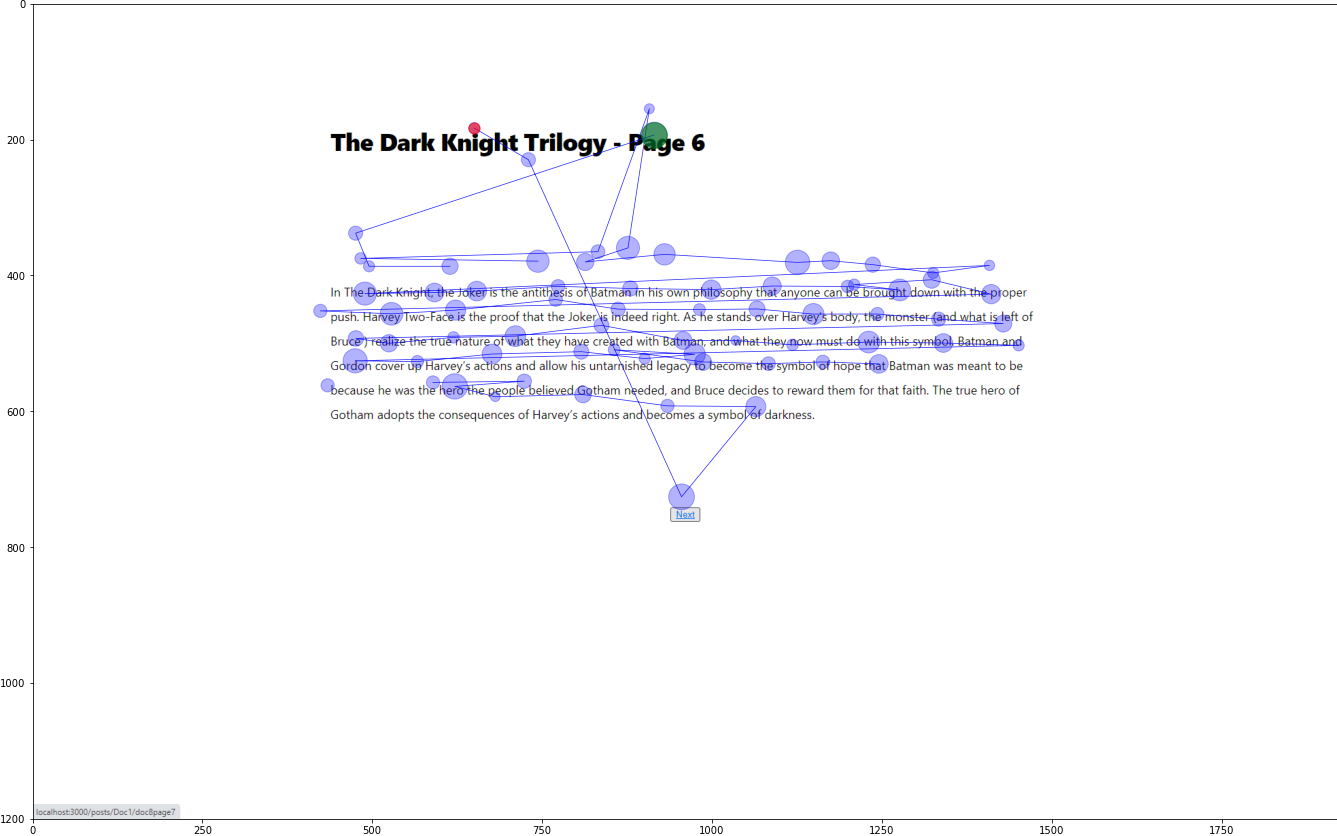 The Dark Knight Trilogy - Page 6
In The Dark Knight, the Joker is the antithesis of Batman in his own philosophy that anyone can be brought down with the proper
push. Harvey Two-Face is the proof that the Joker is indeed right. As he stands over Harvey's body, the monster (and what is left of
Bruce) realize the true nature of what they have created with Batman, and what they now must do with this symbol. Batman and
Gordon cover up Harvey's actions and allow his untarnished legacy to become the symbol of hope that Batman was meant to be
because he was the hero the people believed Gotham needed, and Bruce decides to reward them for that faith. The true hero of
Gotham adopts the consequences of Harvey's actions and becomes a symbol of darkness.
Next
localhost:3000/posts/Doc1/doc8page7
0
200
400
600
800
1000
1200
0 250 500 750 1000 1250 1500 1750